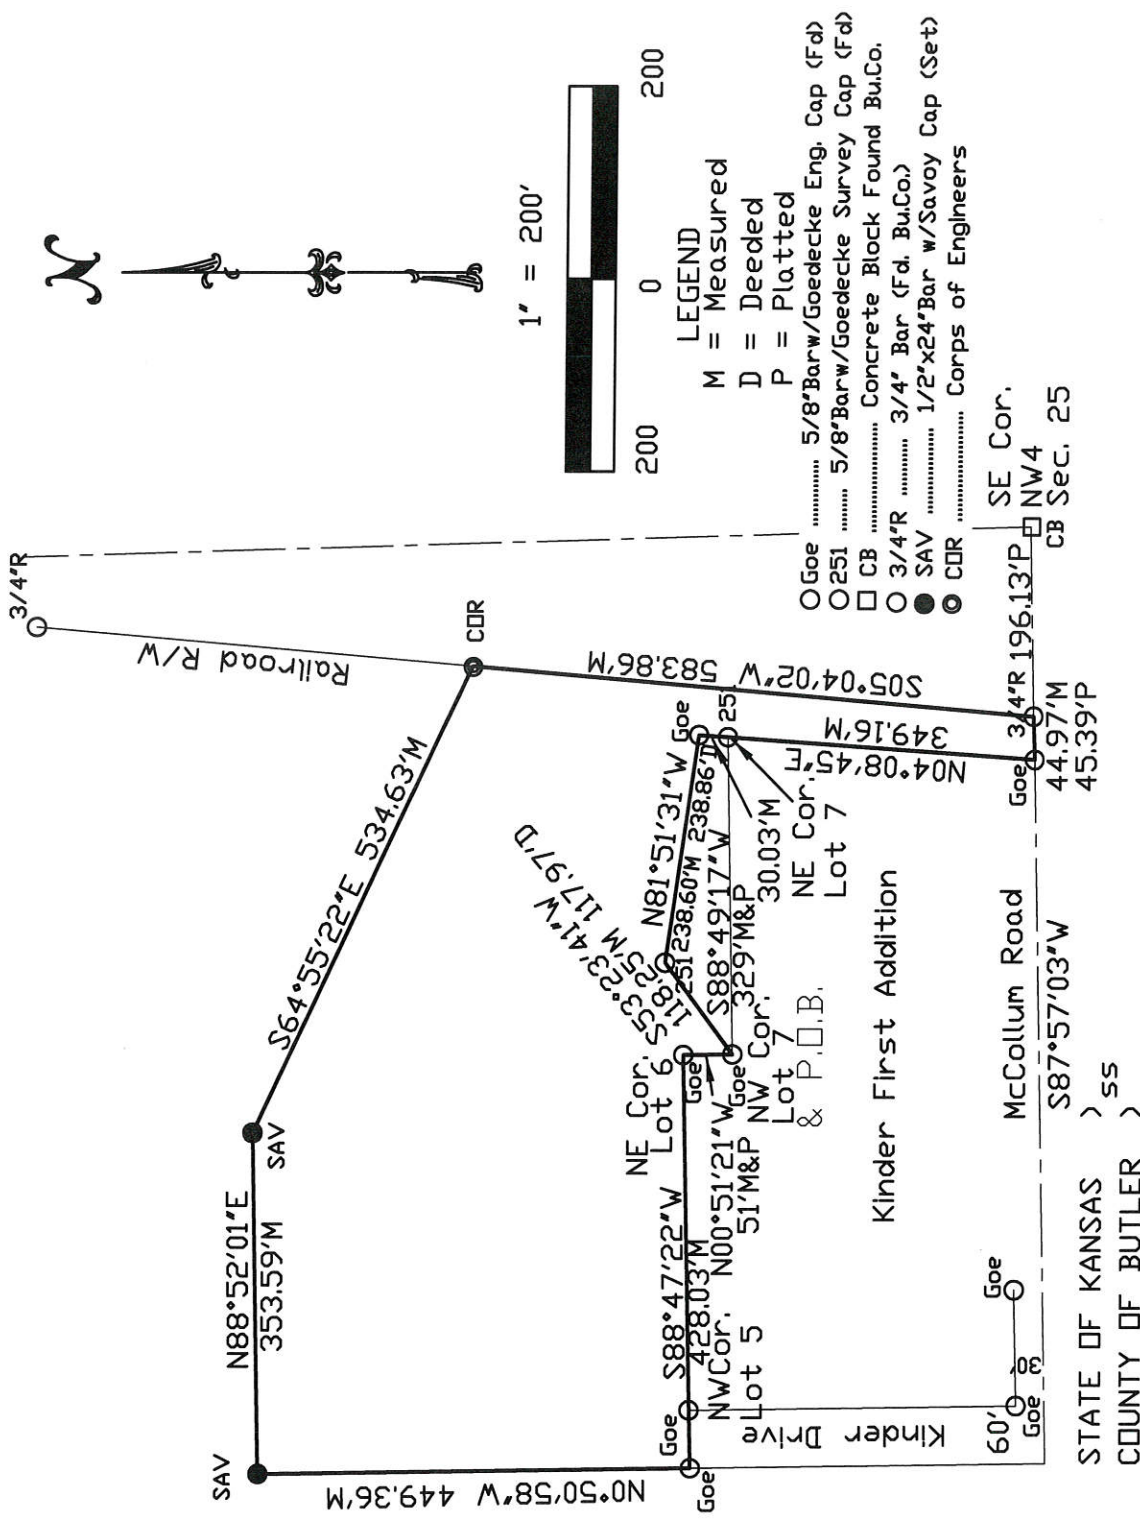 N
1" = 200'
200 0 200
LEGEND
M = Measured
D = Deeded
P = Platted
Goe ............ 5/8"Barw/Goedecke Eng. Cap (Fd)
251 ....... 5/8"Barw/Goedecke Survey Cap (Fd)
CB ................. Concrete Block Found Bu.Co.
3/4"R ........... 3/4" Bar (Fd. Bu.Co.)
SAV ............... 1/2"x24"Bar w/Savoy Cap (Set)
COR ................. Corps of Engineers
3/4"R
Railroad R/W
COR
SAV
N88°52'01"E
353.59'M
SAV
S64°55'22"E 534.63'M
S05°04'02"W
583.86'M
N0°50'58"W 449.36'M
Goe
Goe
S88°47'22"W
428.03'M
NWCor.
Lot 5
NE Cor.
Lot 6
Goe
N00°51'21"W
51'M&P
Goe
NW Cor.
Lot 7
& P.O.B.
S53°23'41"W
118.25'M 117.97'D
251
N81°51'31"W
238.60'M 238.86'D
Goe
S88°49'17"W
329'M&P
251
30.03'M
NE Cor.
Lot 7
N04°08'45"E
349.16'M
Kinder First Addition
Kinder Drive
60'
Goe
Goe
30'
McCollum Road
S87°57'03"W
Goe
3/4"R
44.97'M
45.39'P
196.13'P
CB
SE Cor.
NW4
Sec. 25
STATE OF KANSAS )
ss
COUNTY OF BUTLER )